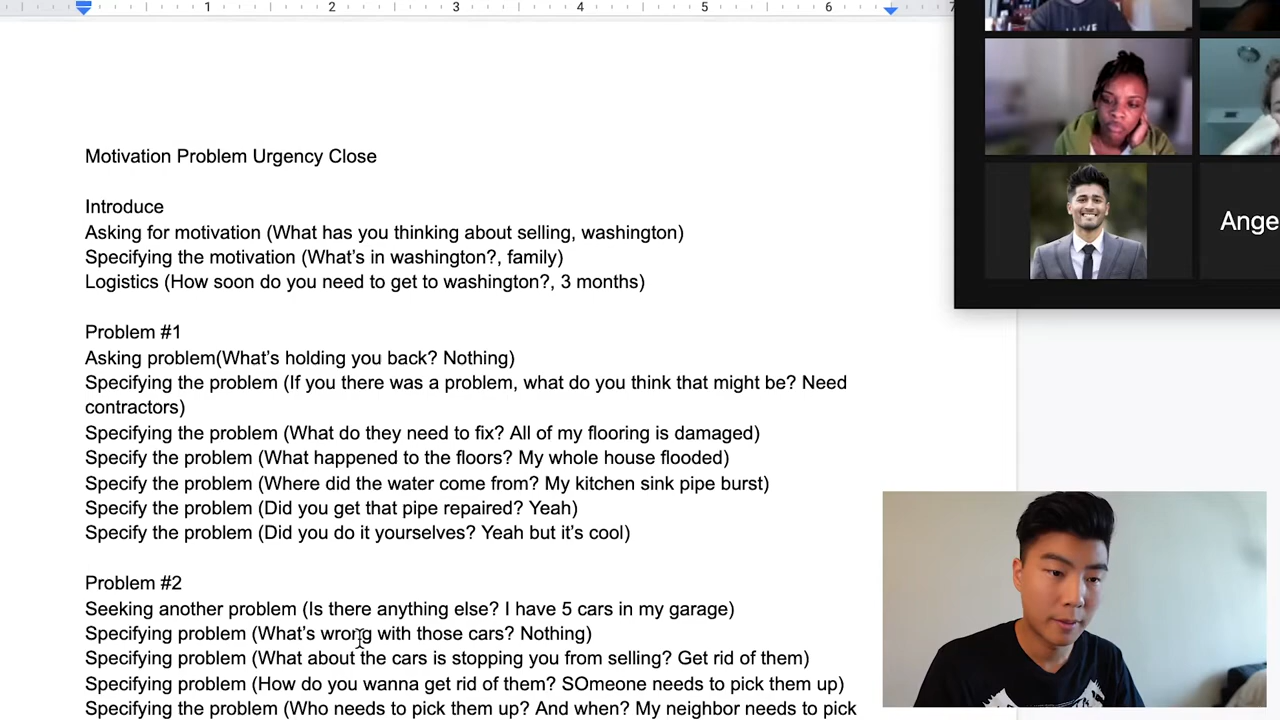 1 2 3 4 5 6 7
Motivation Problem Urgency Close
Introduce
Asking for motivation (What has you thinking about selling, washington)
Specifying the motivation (What's in washington?, family)
Logistics (How soon do you need to get to washington?, 3 months)
Problem #1
Asking problem(What's holding you back? Nothing)
Specifying the problem (If you there was a problem, what do you think that might be? Need
contractors)
Specifying the problem (What do they need to fix? All of my flooring is damaged)
Specify the problem (What happened to the floors? My whole house flooded)
Specify the problem (Where did the water come from? My kitchen sink pipe burst)
Specify the problem (Did you get that pipe repaired? Yeah)
Specify the problem (Did you do it yourselves? Yeah but it's cool)
Problem #2
Seeking another problem (Is there anything else? I have 5 cars in my garage)
Specifying problem (What's wrong with those cars? Nothing)
Specifying problem (What about the cars is stopping you from selling? Get rid of them)
Specifying problem (How do you wanna get rid of them? SOmeone needs to pick them up)
Specifying the problem (Who needs to pick them up? And when? My neighbor needs to pick
Ange